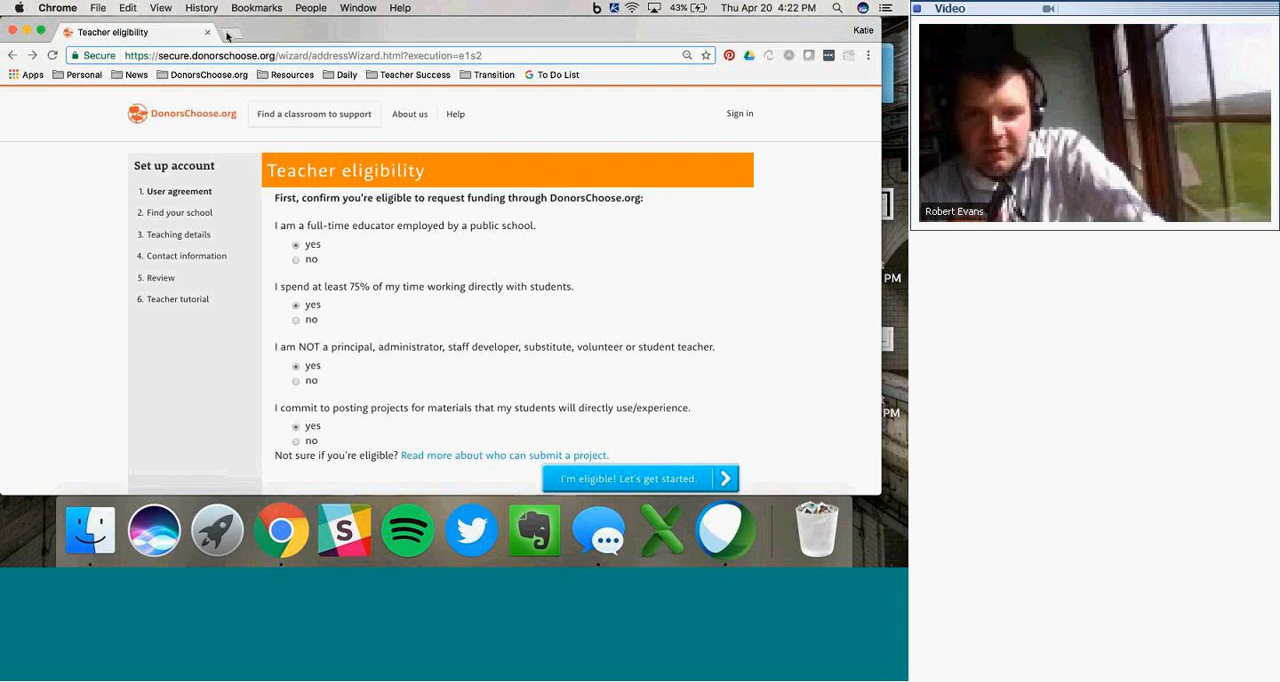 Chrome File Edit View History Bookmarks People Window Help 43% Thu Apr 20 4:22 PM
Video
Teacher eligibility
Katie
Secure https://secure.donorschoose.org/wizard/addressWizard.html?execution=e1s2
Apps Personal News DonorsChoose.org Resources Daily Teacher Success Transition To Do List
DonorsChoose.org Find a classroom to support About us Help Sign in
Set up account
1. User agreement
2. Find your school
3. Teaching details
4. Contact information
5. Review
6. Teacher tutorial
Teacher eligibility
First, confirm you're eligible to request funding through DonorsChoose.org:
I am a full-time educator employed by a public school.
yes
no
I spend at least 75% of my time working directly with students.
yes
no
I am NOT a principal, administrator, staff developer, substitute, volunteer or student teacher.
yes
no
I commit to posting projects for materials that my students will directly use/experience.
yes
no
Not sure if you're eligible? Read more about who can submit a project.
I'm eligible! Let's get started.
PM
PM
Robert Evans